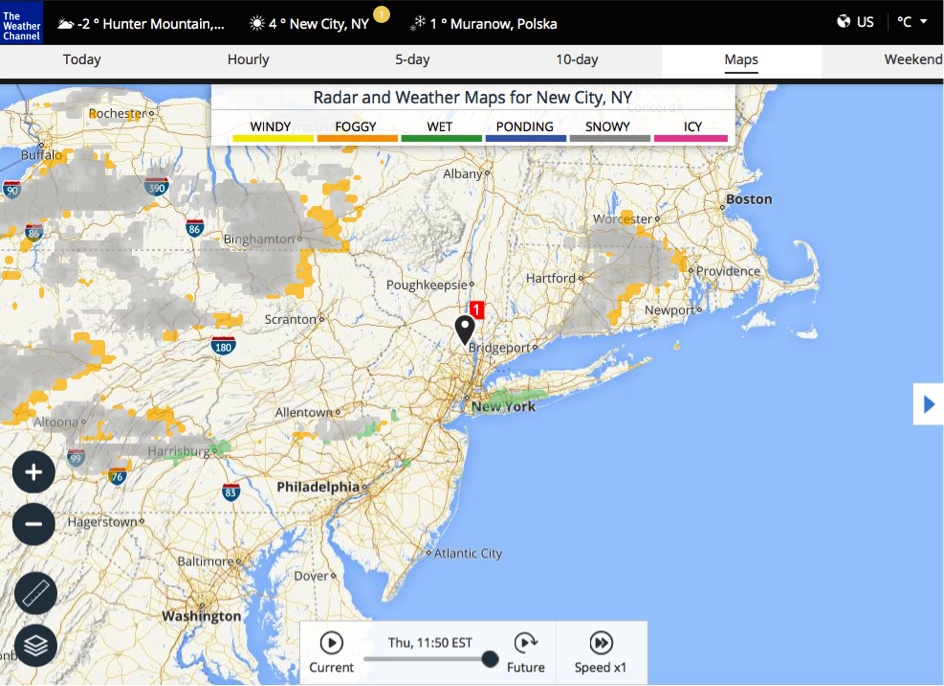 The
Weather
Channel
-2 ° Hunter Mountain,...
4 ° New City, NY
1
1 ° Muranow, Polska
US
°C
Today
Hourly
5-day
10-day
Maps
Weekend
Radar and Weather Maps for New City, NY
WINDY
FOGGY
WET
PONDING
SNOWY
ICY
Concord
Rochester
Buffalo
Albany
90
390
Boston
86
86
Worcester
Binghamton
Providence
Hartford
Poughkeepsie
Newport
1
Scranton
180
Bridgeport
New York
Allentown
Altoona
Harrisburg
99
76
83
Philadelphia
Hagerstown
Atlantic City
Baltimore
Dover
Washington
Thu, 11:50 EST
Current
Future
Speed x1